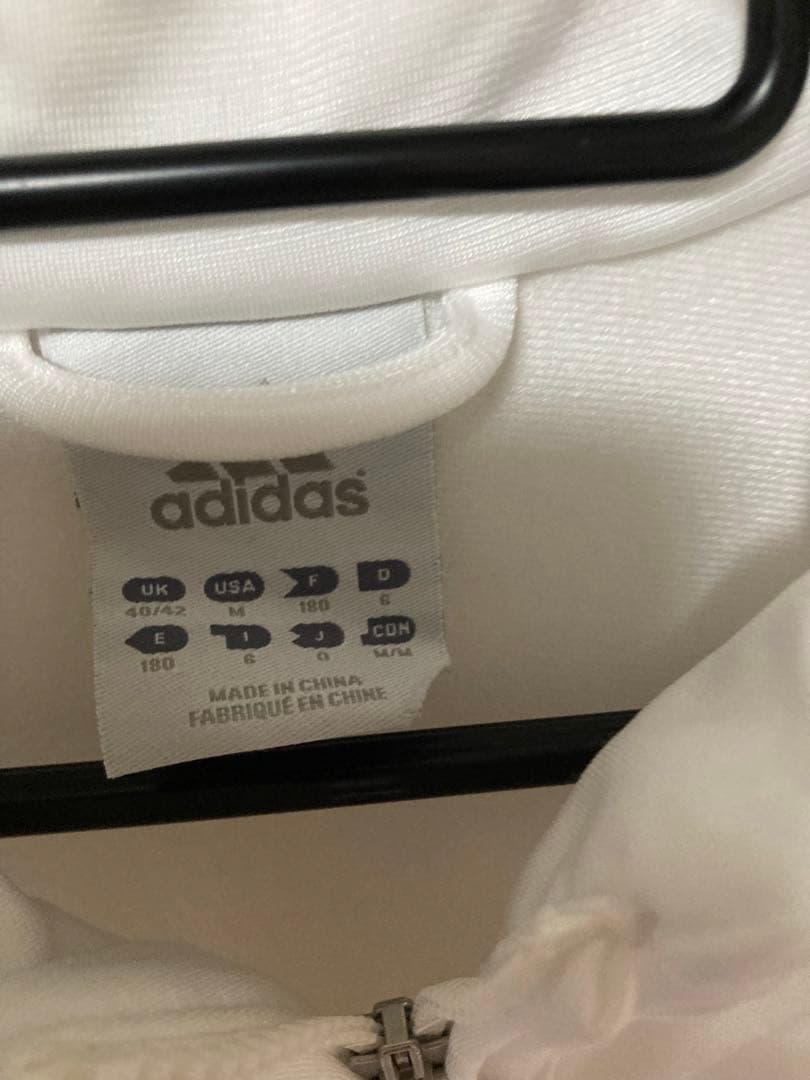 adidas
UK USA F D
40/42 M 180 6
E I J CDN
180 6 O M/M
MADE IN CHINA
FABRIQUÉ EN CHINE